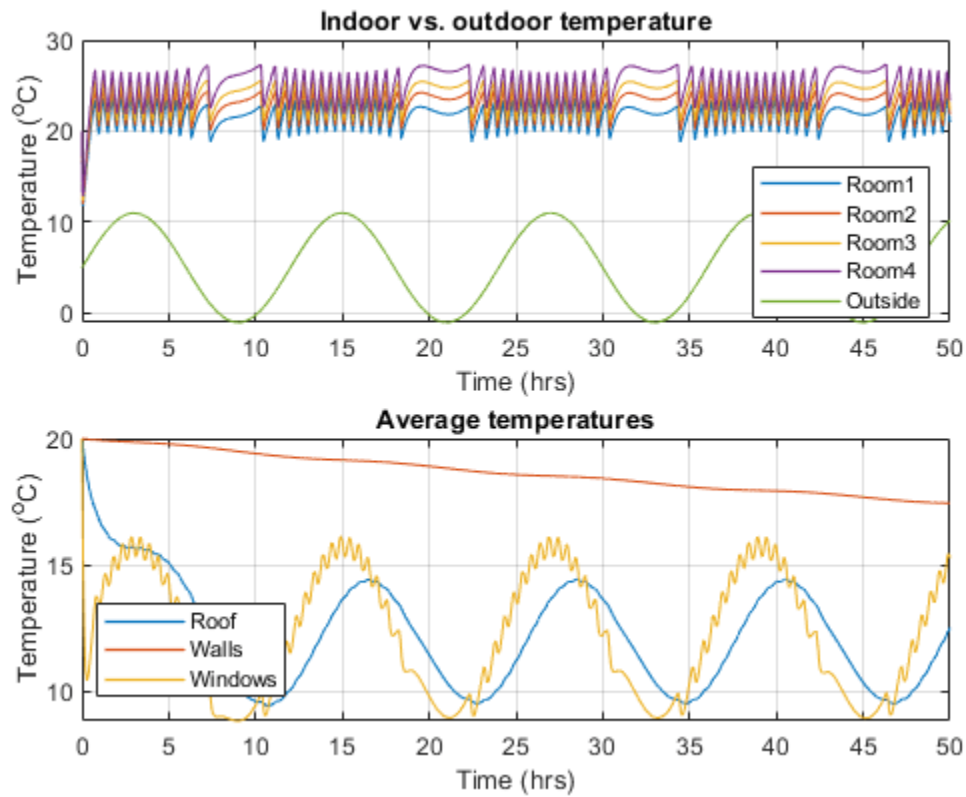 Indoor vs. outdoor temperature
Temperature (°C)
30
20
10
0
Room1
Room2
Room3
Room4
Outside
0 5 10 15 20 25 30 35 40 45 50
Time (hrs)
Average temperatures
Temperature (°C)
20
15
10
Roof
Walls
Windows
0 5 10 15 20 25 30 35 40 45 50
Time (hrs)